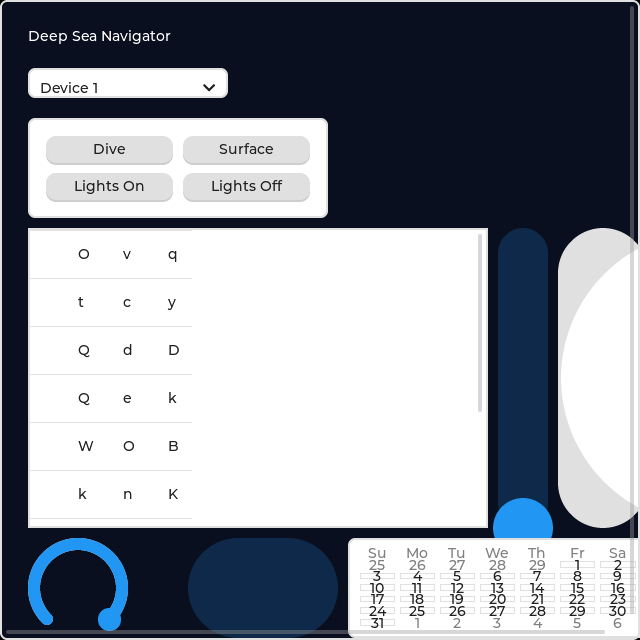 Deep Sea Navigator
Device 1
Dive Surface
Lights On Lights Off
O v q
t c y
Q d D
Q e k
W O B
k n K
Su Mo Tu We Th Fr Sa
25 26 27 28 29 1 2
3 4 5 6 7 8 9
10 11 12 13 14 15 16
17 18 19 20 21 22 23
24 25 26 27 28 29 30
31 1 2 3 4 5 6